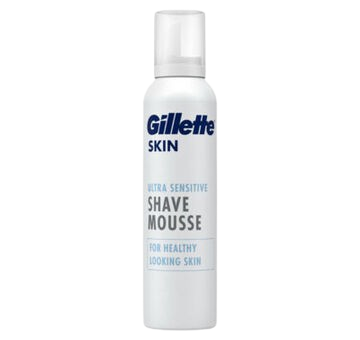 Gillette
SKIN
ULTRA SENSITIVE
SHAVE
MOUSSE
FOR HEALTHY
LOOKING SKIN